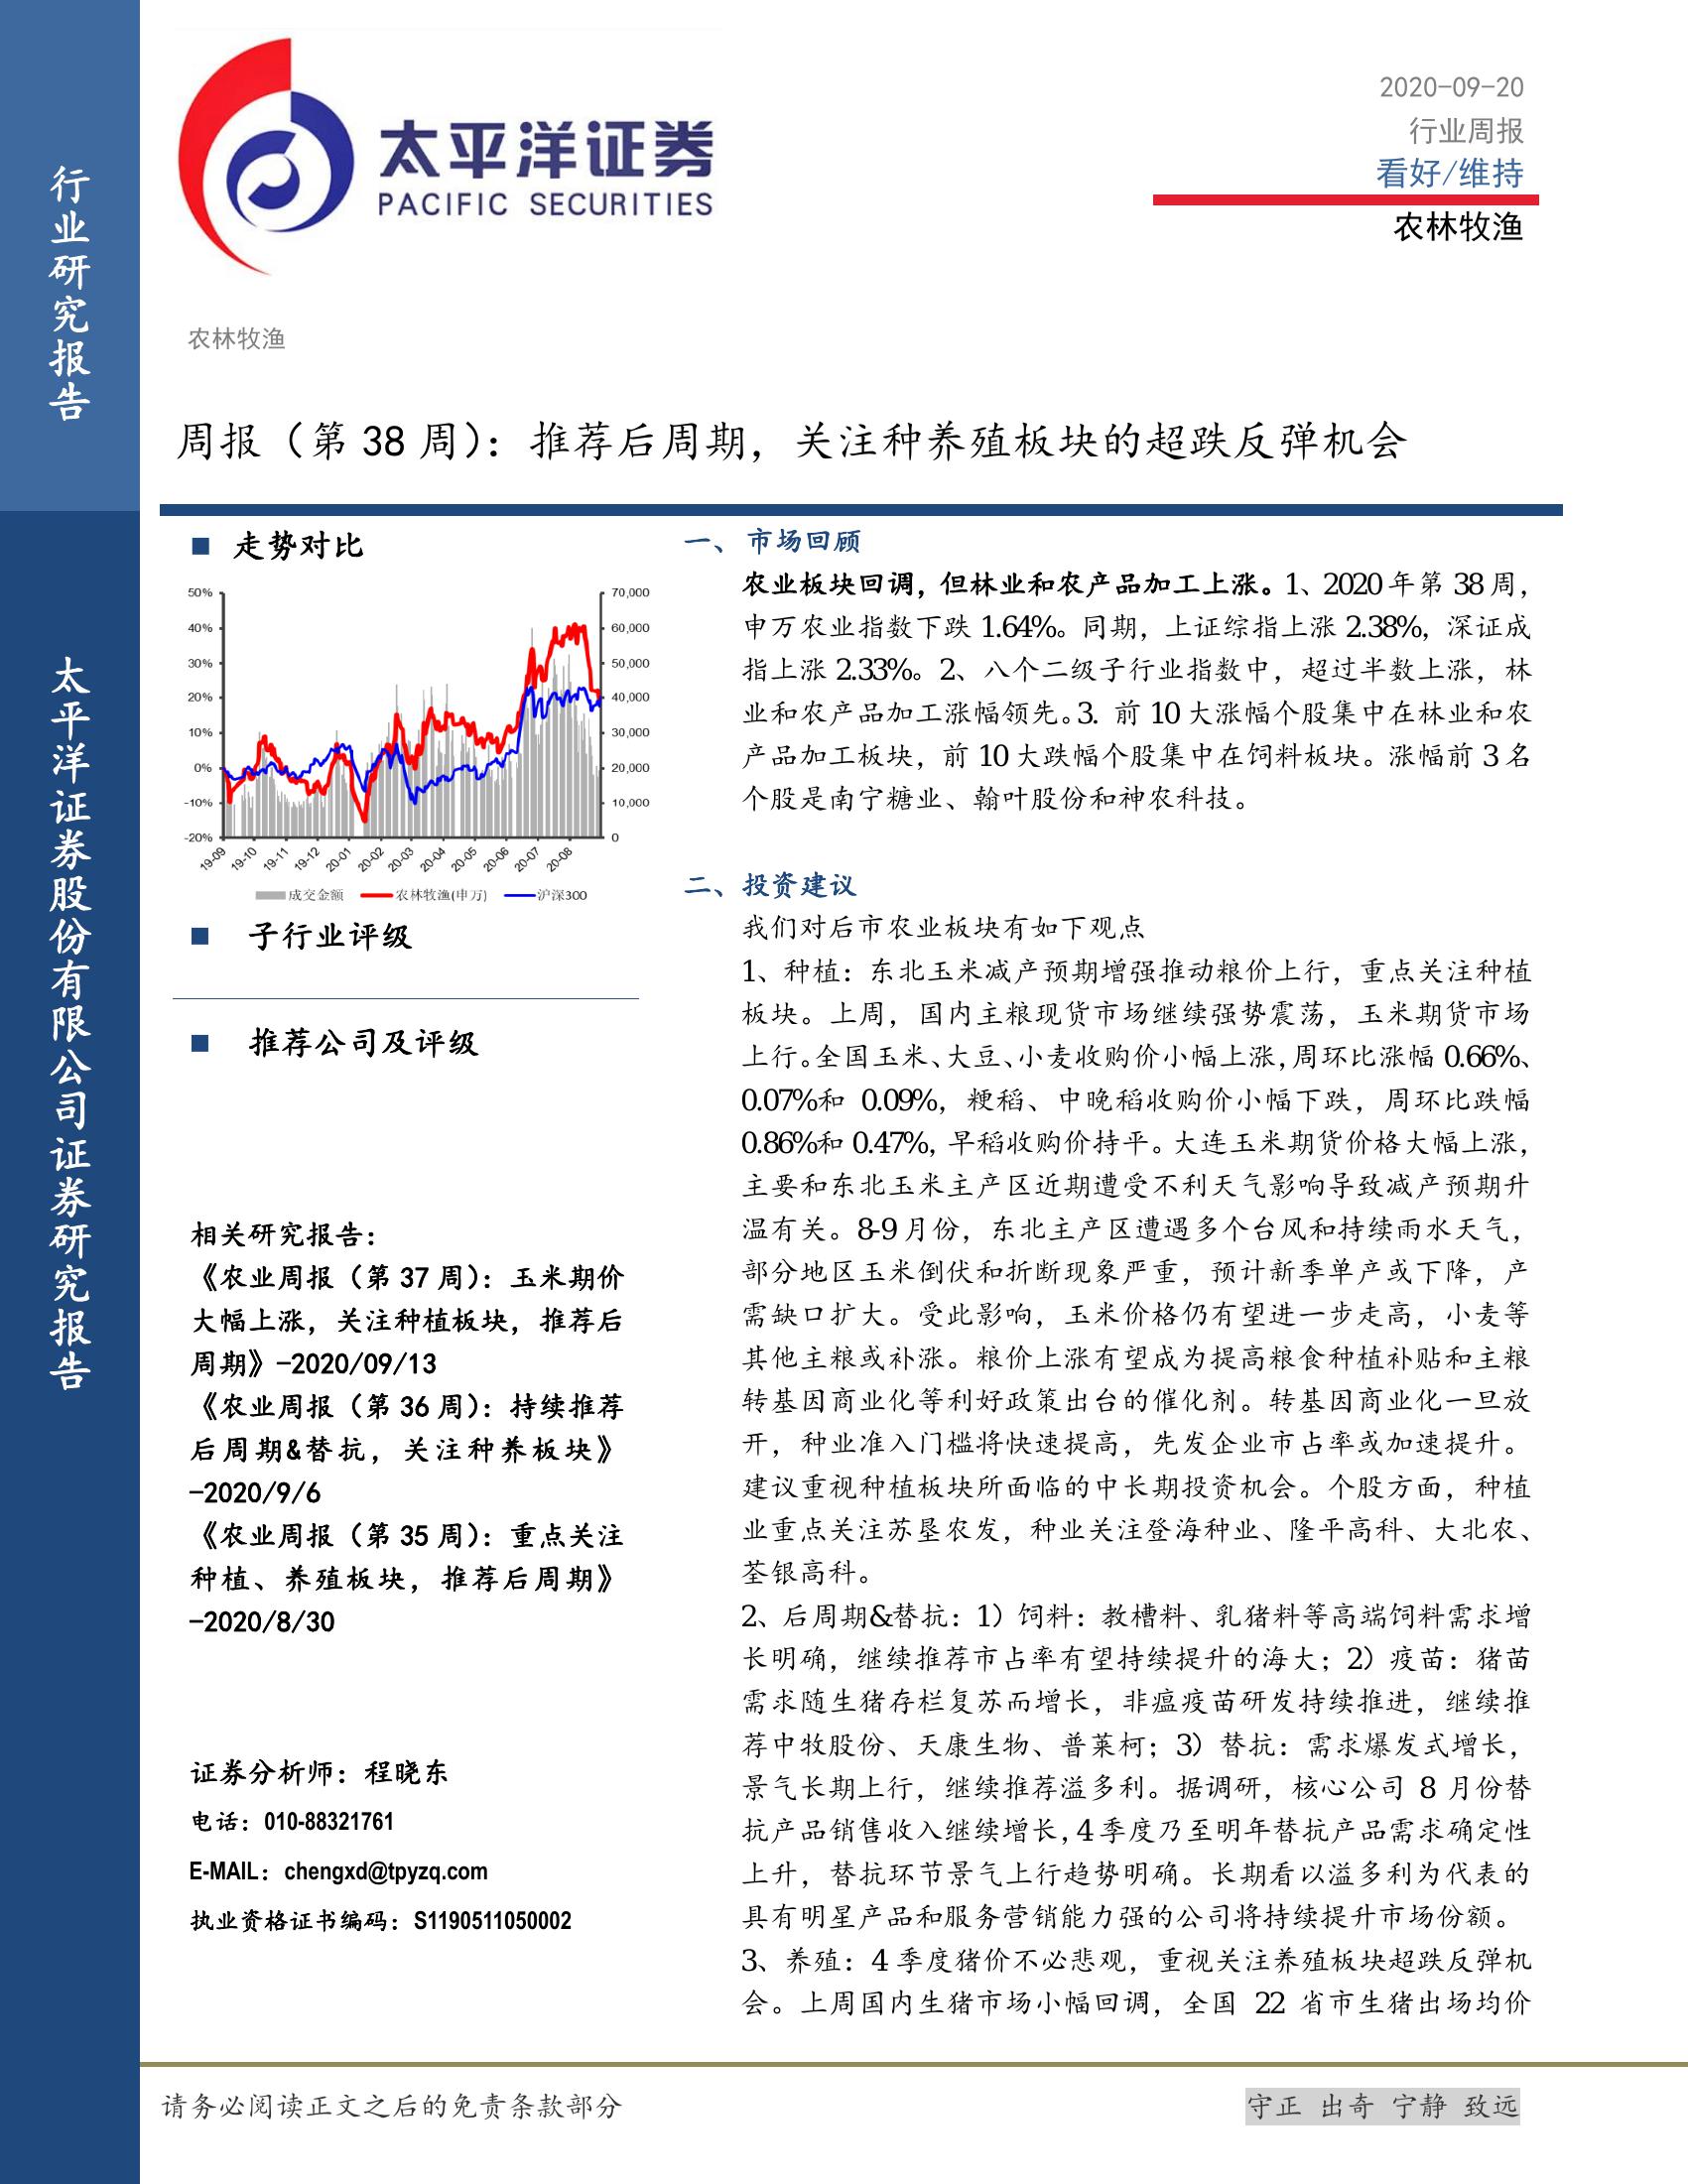 行业研究报告
太平洋证券股份有限公司证券研究报告
太平洋证券
PACIFIC SECURITIES
2020-09-20
行业周报
看好/维持
农林牧渔
农林牧渔
周报（第 38 周）：推荐后周期，关注种养殖板块的超跌反弹机会
■ 走势对比
50%
40%
30%
20%
10%
0%
-10%
-20%
70,000
60,000
50,000
40,000
30,000
20,000
10,000
0
19-09 19-10 19-11 19-12 20-01 20-02 20-03 20-04 20-05 20-06 20-07 20-08
成交金额 农林牧渔(申万) 沪深300
■ 子行业评级
■ 推荐公司及评级
相关研究报告：
《农业周报（第 37 周）：玉米期价
大幅上涨，关注种植板块，推荐后
周期》-2020/09/13
《农业周报（第 36 周）：持续推荐
后周期&替抗，关注种养板块》
-2020/9/6
《农业周报（第 35 周）：重点关注
种植、养殖板块，推荐后周期》
-2020/8/30
证券分析师：程晓东
电话：010-88321761
E-MAIL：chengxd@tpyzq.com
执业资格证书编码：S1190511050002
一、 市场回顾
农业板块回调，但林业和农产品加工上涨。1、2020 年第 38 周，
申万农业指数下跌 1.64%。同期，上证综指上涨 2.38%，深证成
指上涨 2.33%。2、八个二级子行业指数中，超过半数上涨，林
业和农产品加工涨幅领先。3. 前 10 大涨幅个股集中在林业和农
产品加工板块，前 10 大跌幅个股集中在饲料板块。涨幅前 3 名
个股是南宁糖业、翰叶股份和神农科技。
二、投资建议
我们对后市农业板块有如下观点
1、种植：东北玉米减产预期增强推动粮价上行，重点关注种植
板块。上周，国内主粮现货市场继续强势震荡，玉米期货市场
上行。全国玉米、大豆、小麦收购价小幅上涨，周环比涨幅 0.66%、
0.07%和 0.09%，粳稻、中晚稻收购价小幅下跌，周环比跌幅
0.86%和 0.47%，早稻收购价持平。大连玉米期货价格大幅上涨，
主要和东北玉米主产区近期遭受不利天气影响导致减产预期升
温有关。8-9 月份，东北主产区遭遇多个台风和持续雨水天气，
部分地区玉米倒伏和折断现象严重，预计新季单产或下降，产
需缺口扩大。受此影响，玉米价格仍有望进一步走高，小麦等
其他主粮或补涨。粮价上涨有望成为提高粮食种植补贴和主粮
转基因商业化等利好政策出台的催化剂。转基因商业化一旦放
开，种业准入门槛将快速提高，先发企业市占率或加速提升。
建议重视种植板块所面临的中长期投资机会。个股方面，种植
业重点关注苏垦农发，种业关注登海种业、隆平高科、大北农、
荃银高科。
2、后周期&替抗：1）饲料：教槽料、乳猪料等高端饲料需求增
长明确，继续推荐市占率有望持续提升的海大；2）疫苗：猪苗
需求随生猪存栏复苏而增长，非瘟疫苗研发持续推进，继续推
荐中牧股份、天康生物、普莱柯；3）替抗：需求爆发式增长，
景气长期上行，继续推荐溢多利。据调研，核心公司 8 月份替
抗产品销售收入继续增长，4 季度乃至明年替抗产品需求确定性
上升，替抗环节景气上行趋势明确。长期看以溢多利为代表的
具有明星产品和服务营销能力强的公司将持续提升市场份额。
3、养殖：4 季度猪价不必悲观，重视关注养殖板块超跌反弹机
会。上周国内生猪市场小幅回调，全国 22 省市生猪出场均价
请务必阅读正文之后的免责条款部分
守正 出奇 宁静 致远